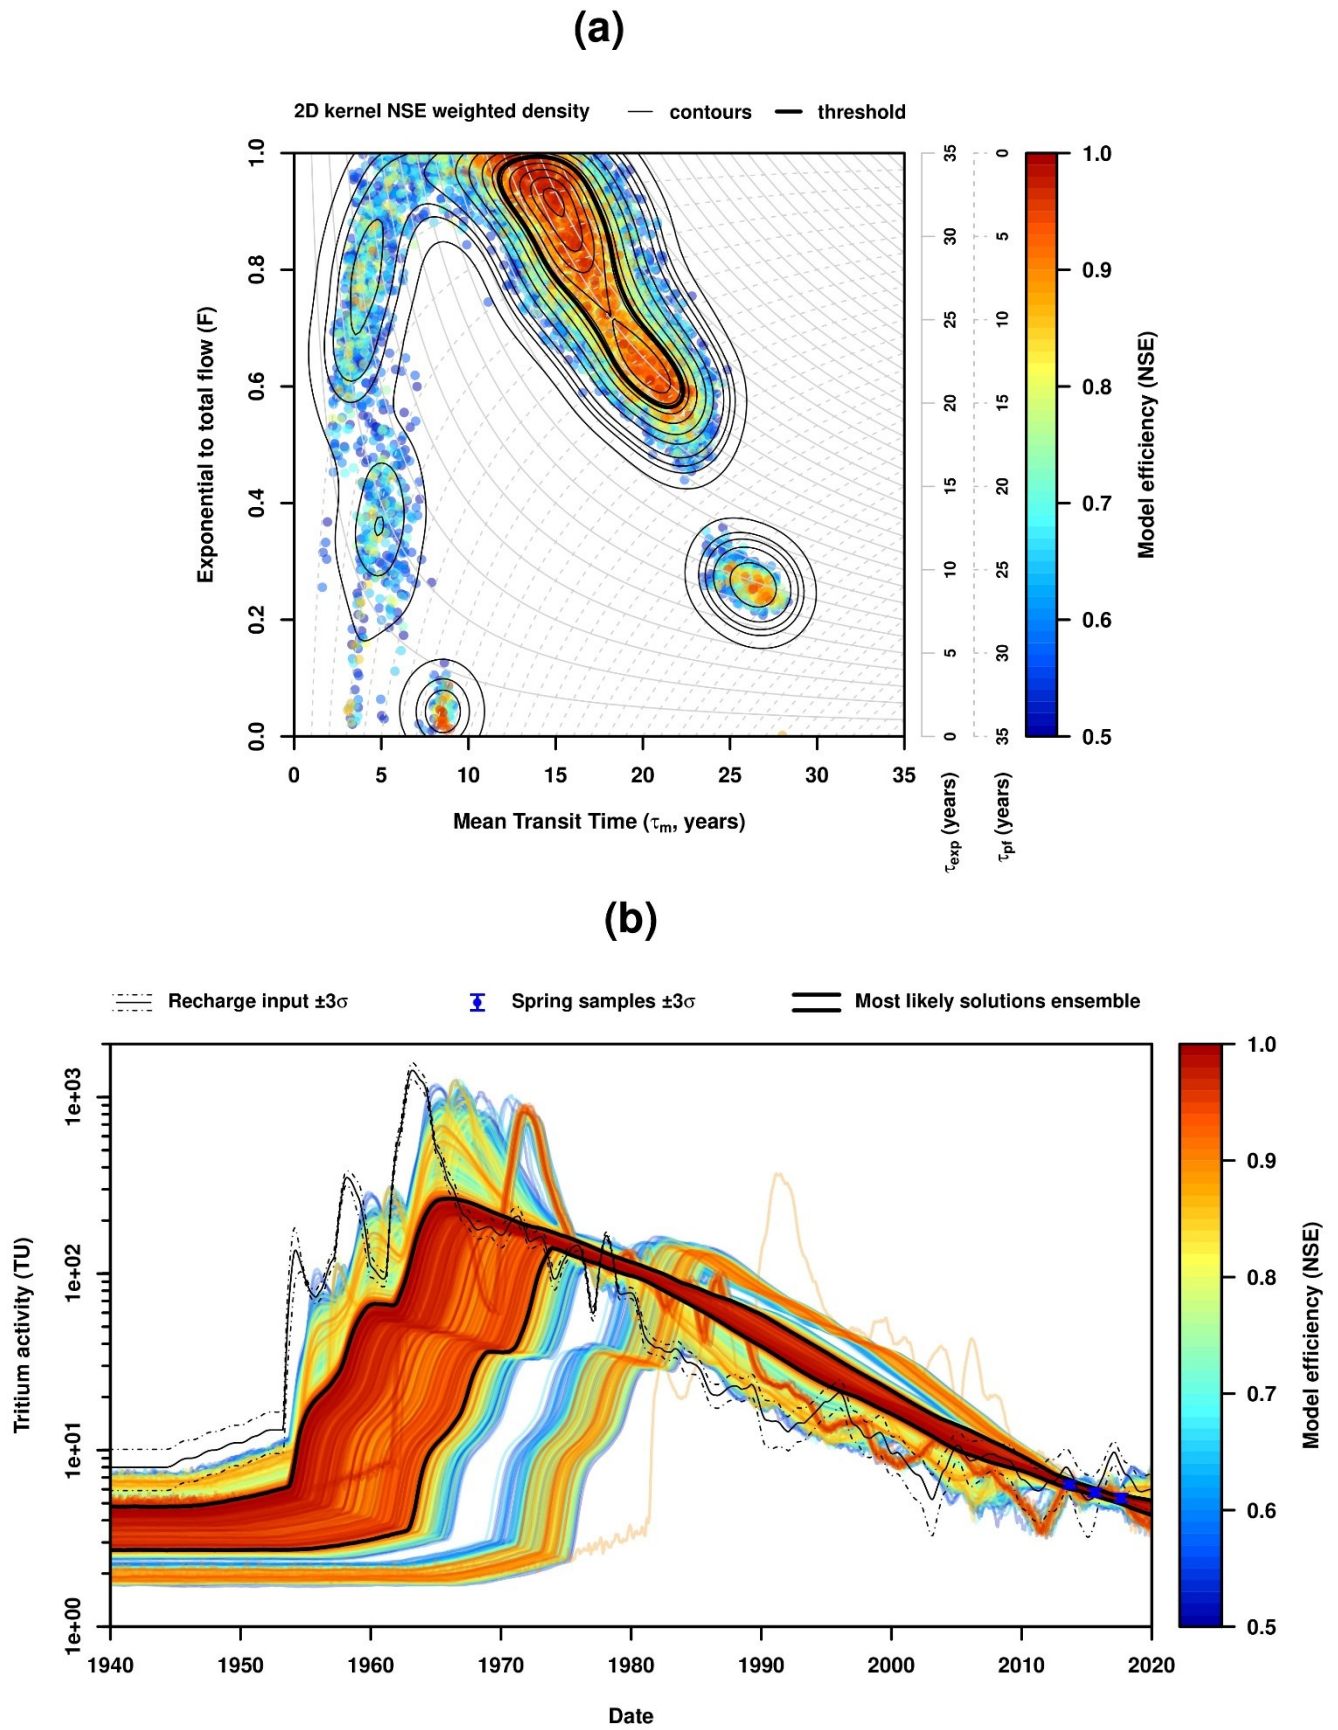 (a)
2D kernel NSE weighted density contours threshold
1.0
0.8
0.6
0.4
0.2
0.0
Exponential to total flow (F)
0 5 10 15 20 25 30 35
Mean Transit Time (τm, years)
35
30
25
20
15
10
5
0
τexp (years)
0
5
10
15
20
25
30
35
τpf (years)
1.0
0.9
0.8
0.7
0.6
0.5
Model efficiency (NSE)
(b)
Recharge input ±3σ Spring samples ±3σ Most likely solutions ensemble
1e+03
1e+02
1e+01
1e+00
Tritium activity (TU)
1940 1950 1960 1970 1980 1990 2000 2010 2020
Date
1.0
0.9
0.8
0.7
0.6
0.5
Model efficiency (NSE)